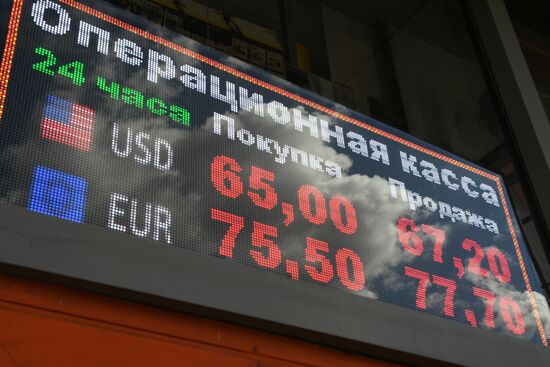 Операционная касса
24 часа
Покупка Продажа
USD 65,00 67,20
EUR 75,50 77,70